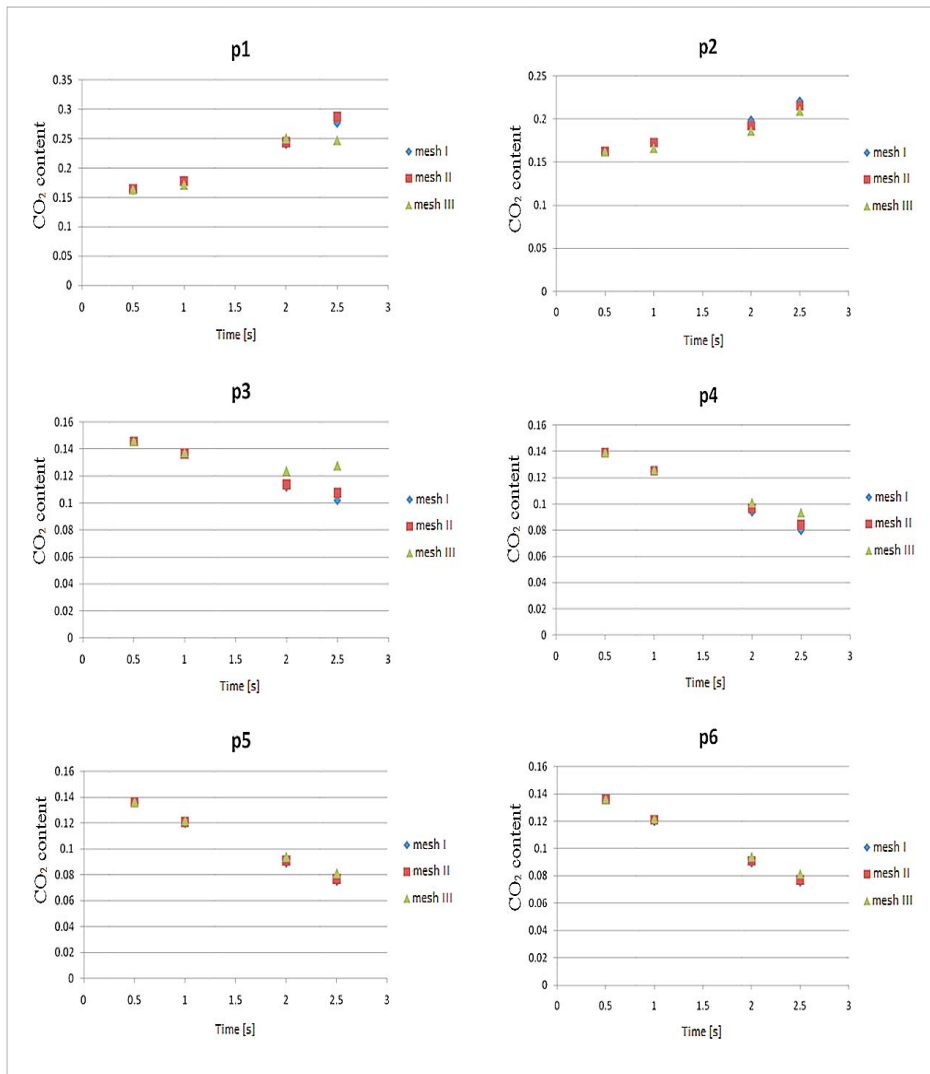 p1
0.35
0.3
0.25
0.2
0.15
0.1
0.05
0
CO₂ content
0 0.5 1 1.5 2 2.5 3
Time [s]
mesh I
mesh II
mesh III
p2
0.25
0.2
0.15
0.1
0.05
0
CO₂ content
0 0.5 1 1.5 2 2.5 3
Time [s]
mesh I
mesh II
mesh III
p3
0.16
0.14
0.12
0.1
0.08
0.06
0.04
0.02
0
CO₂ content
0 0.5 1 1.5 2 2.5 3
Time [s]
mesh I
mesh II
mesh III
p4
0.16
0.14
0.12
0.1
0.08
0.06
0.04
0.02
0
CO₂ content
0 0.5 1 1.5 2 2.5 3
Time [s]
mesh I
mesh II
mesh III
p5
0.16
0.14
0.12
0.1
0.08
0.06
0.04
0.02
0
CO₂ content
0 0.5 1 1.5 2 2.5 3
Time [s]
mesh I
mesh II
mesh III
p6
0.16
0.14
0.12
0.1
0.08
0.06
0.04
0.02
0
CO₂ content
0 0.5 1 1.5 2 2.5 3
Time [s]
mesh I
mesh II
mesh III